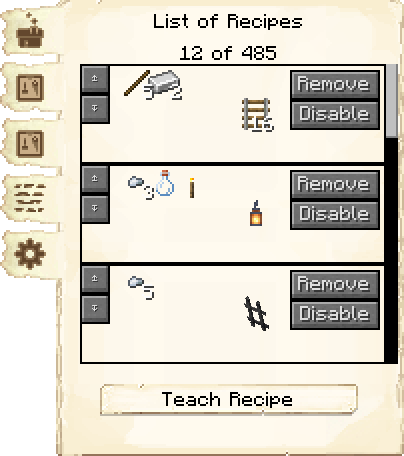 List of Recipes
12 of 485
Remove
Disable
Remove
Disable
Remove
Disable
Teach Recipe